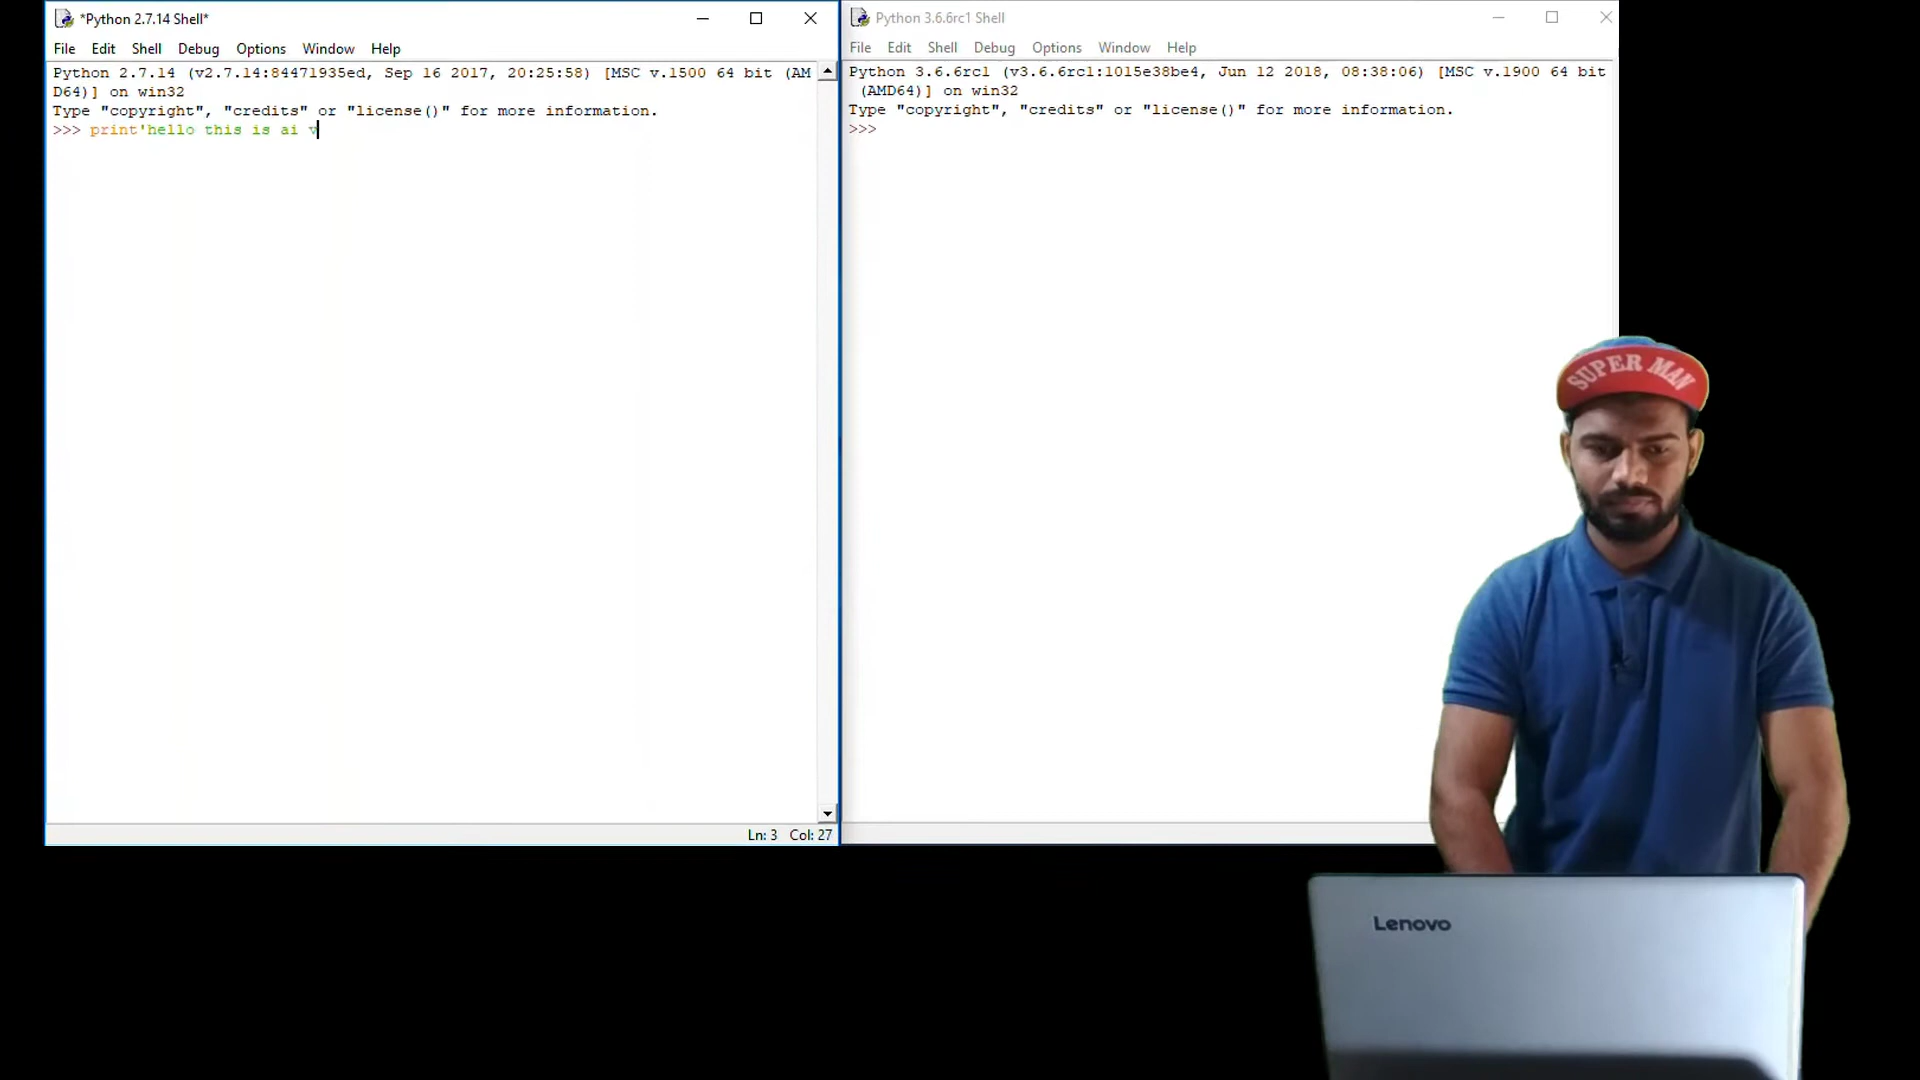 *Python 2.7.14 Shell*
File Edit Shell Debug Options Window Help
Python 2.7.14 (v2.7.14:84471935ed, Sep 16 2017, 20:25:58) [MSC v.1500 64 bit (AM
D64)] on win32
Type "copyright", "credits" or "license()" for more information.
>>> print'hello this is ai v
Ln: 3 Col: 27
Python 3.6.6rc1 Shell
File Edit Shell Debug Options Window Help
Python 3.6.6rc1 (v3.6.6rc1:1015e38be4, Jun 12 2018, 08:38:06) [MSC v.1900 64 bit
(AMD64)] on win32
Type "copyright", "credits" or "license()" for more information.
>>>
SUPER MAN
Lenovo